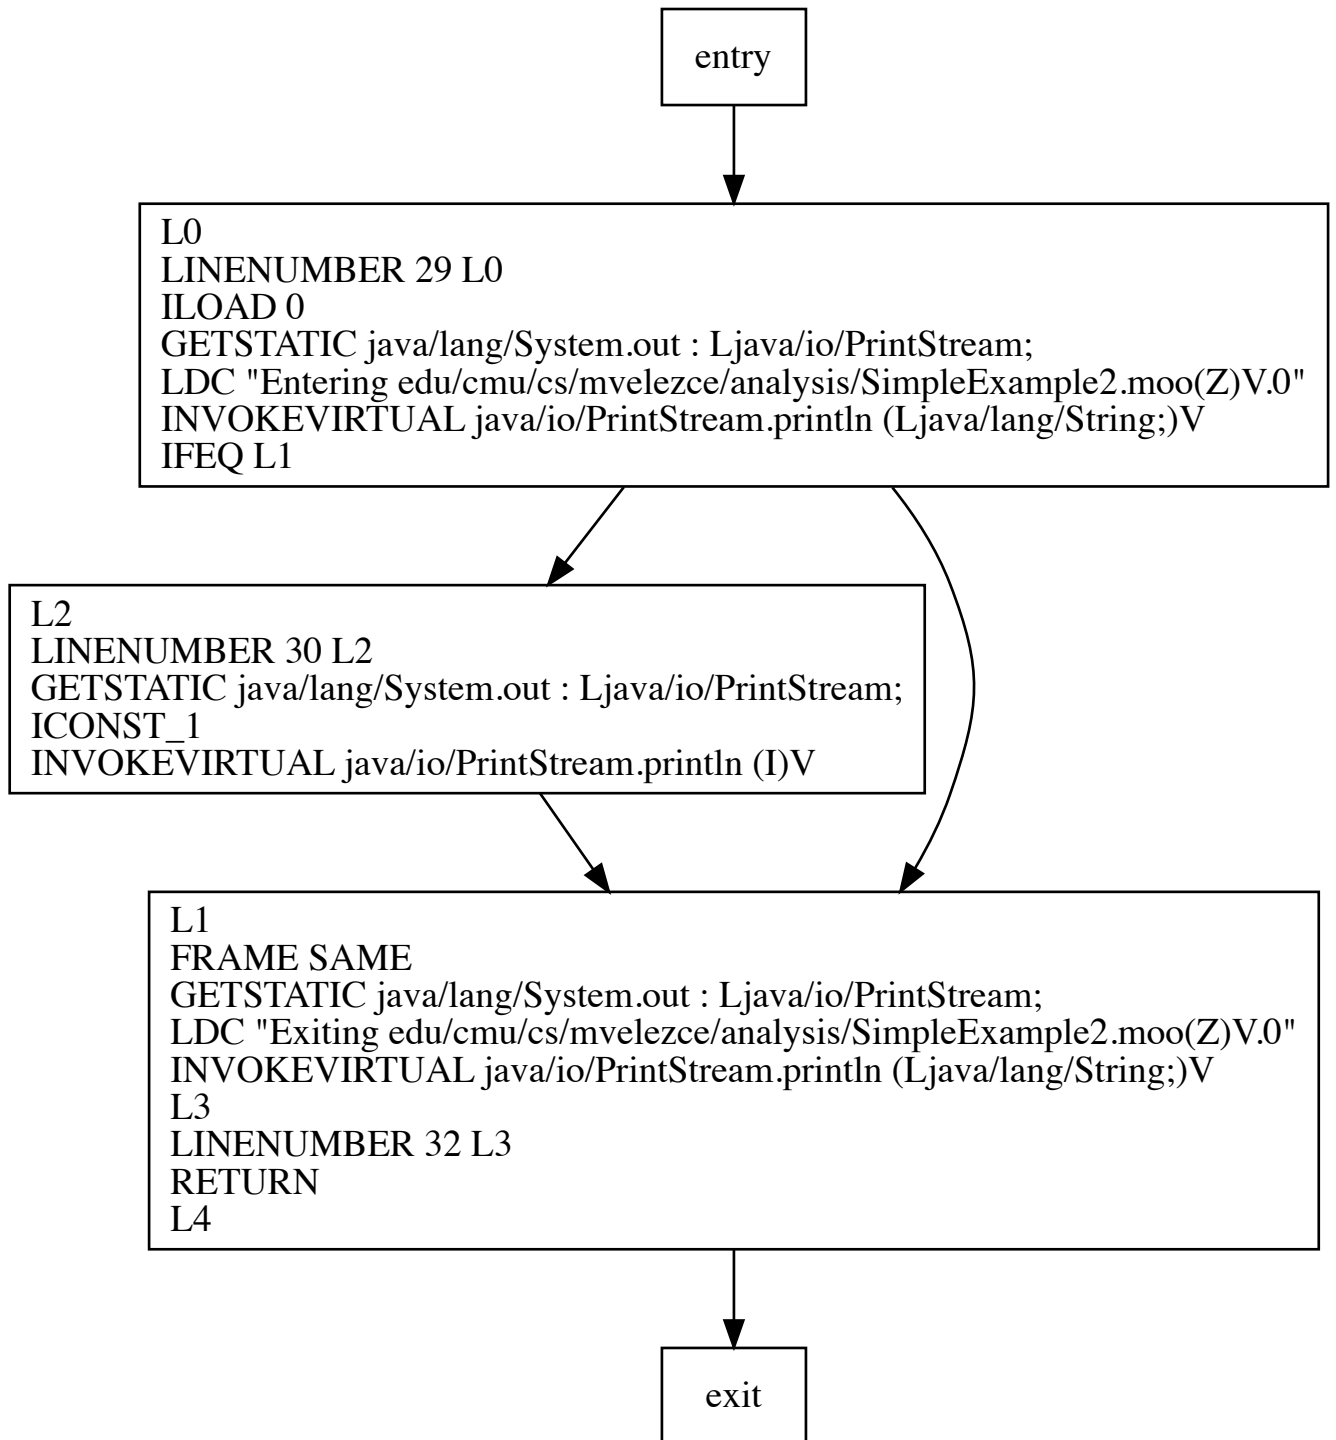 entry
L0
LINENUMBER 29 L0
ILOAD 0
GETSTATIC java/lang/System.out : Ljava/io/PrintStream;
LDC "Entering edu/cmu/cs/mvelezce/analysis/SimpleExample2.moo(Z)V.0"
INVOKEVIRTUAL java/io/PrintStream.println (Ljava/lang/String;)V
IFEQ L1
L2
LINENUMBER 30 L2
GETSTATIC java/lang/System.out : Ljava/io/PrintStream;
ICONST_1
INVOKEVIRTUAL java/io/PrintStream.println (I)V
L1
FRAME SAME
GETSTATIC java/lang/System.out : Ljava/io/PrintStream;
LDC "Exiting edu/cmu/cs/mvelezce/analysis/SimpleExample2.moo(Z)V.0"
INVOKEVIRTUAL java/io/PrintStream.println (Ljava/lang/String;)V
L3
LINENUMBER 32 L3
RETURN
L4
exit